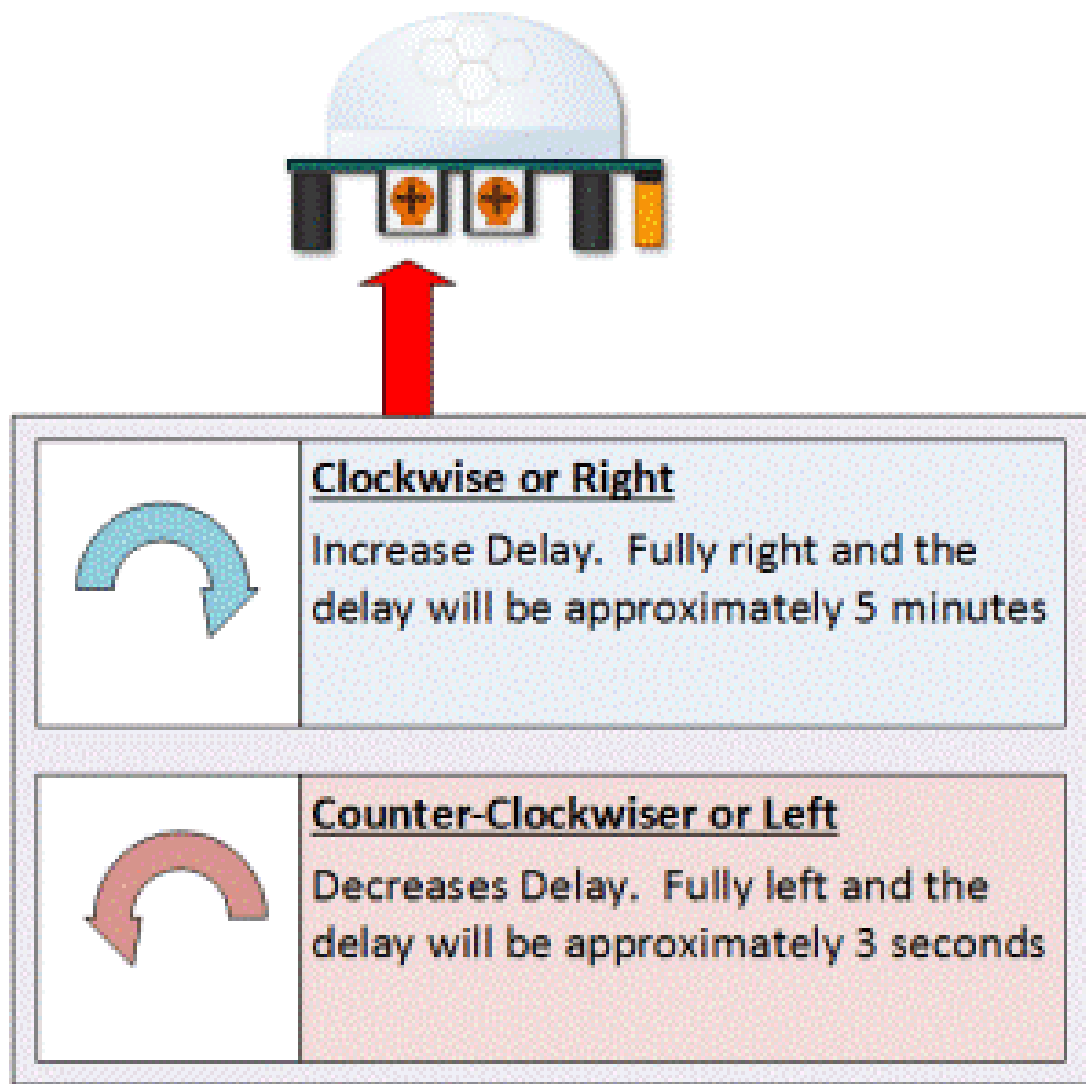 Clockwise or Right
Increase Delay.  Fully right and the
delay will be approximately 5 minutes
Counter-Clockwiser or Left
Decreases Delay.  Fully left and the
delay will be approximately 3 seconds